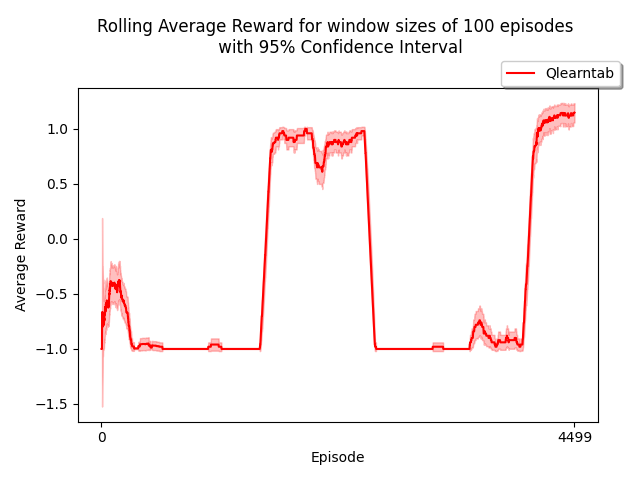 Rolling Average Reward for window sizes of 100 episodes
with 95% Confidence Interval
Qlearntab
1.0
0.5
0.0
−0.5
−1.0
−1.5
Average Reward
0
4499
Episode